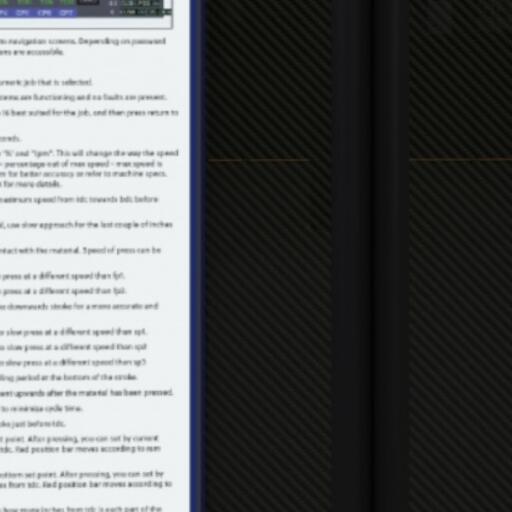 to navigation screens. Depending on password
ons are accessible.
umeric job that is selected.
tems are functioning and no faults are present.
is best suited for the job, and then press return to
conds.
"%" and "ipm". This will change the way the speed
- percentage out of max speed - max speed is
m for better accuracy or refer to machine specs.
for more details.
maximum speed from tdc towards bdc before
d, use slow approach for the last couple of inches
ntact with the material. Speed of press can be
press at a different speed than fp1.
press at a different speed than fp2.
e downwards stroke for a more accurate and
r slow press at a different speed than sp1.
o slow press at a different speed than sp2
o slow press at a different speed than sp3
lling period at the bottom of the stroke.
ent upwards after the material has been pressed.
to minimize cycle time.
oke just before tdc.
t point. After pressing, you can set by current
tdc. Red position bar moves according to ram
ottom set point. After pressing, you can set by
es from tdc. Red position bar moves according to
how many inches from tdc is each part of the